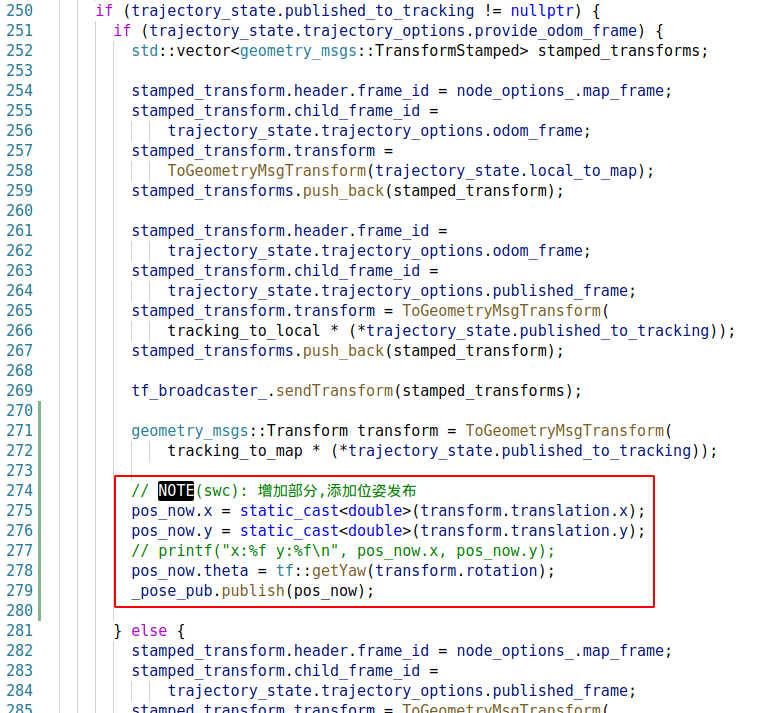 250 if (trajectory_state.published_to_tracking != nullptr) {
251 if (trajectory_state.trajectory_options.provide_odom_frame) {
252 std::vector<geometry_msgs::TransformStamped> stamped_transforms;
253
254 stamped_transform.header.frame_id = node_options_.map_frame;
255 stamped_transform.child_frame_id =
256 trajectory_state.trajectory_options.odom_frame;
257 stamped_transform.transform =
258 ToGeometryMsgTransform(trajectory_state.local_to_map);
259 stamped_transforms.push_back(stamped_transform);
260
261 stamped_transform.header.frame_id =
262 trajectory_state.trajectory_options.odom_frame;
263 stamped_transform.child_frame_id =
264 trajectory_state.trajectory_options.published_frame;
265 stamped_transform.transform = ToGeometryMsgTransform(
266 tracking_to_local * (*trajectory_state.published_to_tracking));
267 stamped_transforms.push_back(stamped_transform);
268
269 tf_broadcaster_.sendTransform(stamped_transforms);
270
271 geometry_msgs::Transform transform = ToGeometryMsgTransform(
272 tracking_to_map * (*trajectory_state.published_to_tracking));
273
274 // NOTE(swc): 增加部分,添加位姿发布
275 pos_now.x = static_cast<double>(transform.translation.x);
276 pos_now.y = static_cast<double>(transform.translation.y);
277 // printf("x:%f y:%f\n", pos_now.x, pos_now.y);
278 pos_now.theta = tf::getYaw(transform.rotation);
279 _pose_pub.publish(pos_now);
280
281 } else {
282 stamped_transform.header.frame_id = node_options_.map_frame;
283 stamped_transform.child_frame_id =
284 trajectory_state.trajectory_options.published_frame;
285 stamped_transform.transform = ToGeometryMsgTransform(